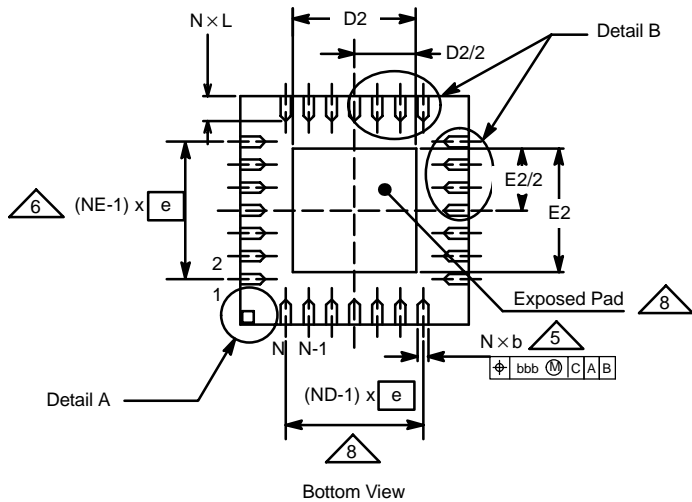 D2
N×L
D2/2
Detail B
6
(NE-1) x e
E2/2
E2
2
1
Exposed Pad
8
N
N-1
N×b
5
⌖ bbb Ⓜ C A B
Detail A
(ND-1) x e
8
Bottom View